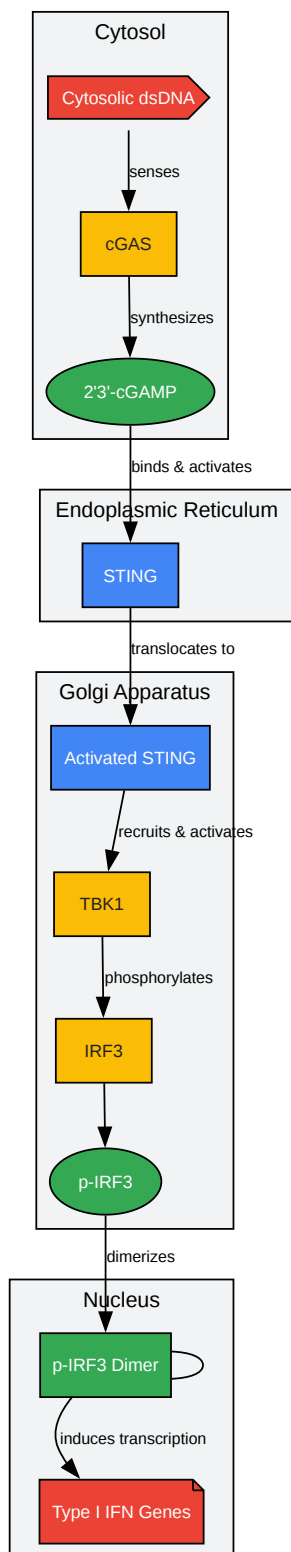 Cytosol
Cytosolic dsDNA
senses
cGAS
synthesizes
2'3'-cGAMP
binds & activates
Endoplasmic Reticulum
STING
translocates to
Golgi Apparatus
Activated STING
recruits & activates
TBK1
phosphorylates
IRF3
p-IRF3
dimerizes
Nucleus
p-IRF3 Dimer
induces transcription
Type I IFN Genes